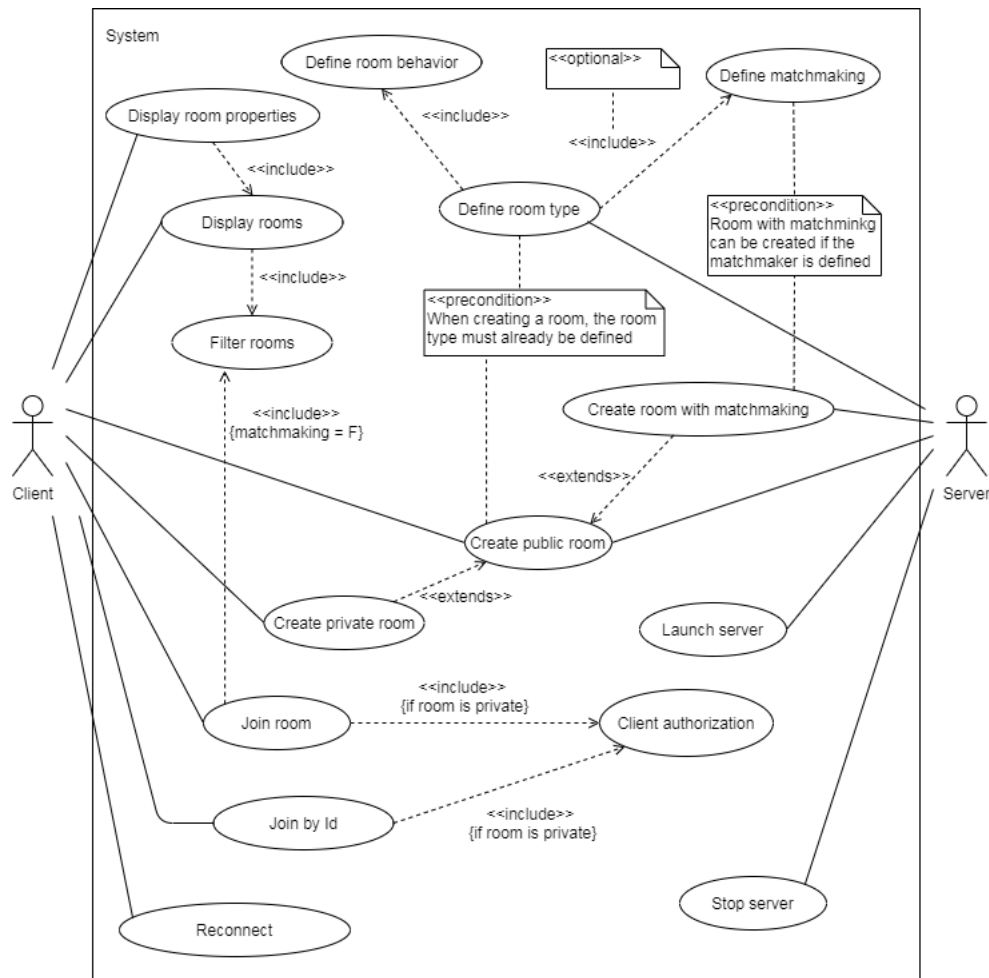 System
Define room behavior
<<optional>>
Define matchmaking
Display room properties
<<include>>
<<include>>
<<include>>
Display rooms
Define room type
<<precondition>>
Room with matchminkg
can be created if the
matchmaker is defined
<<include>>
<<precondition>>
When creating a room, the room
type must already be defined
Filter rooms
<<include>>
{matchmaking = F}
Create room with matchmaking
Client
Server
<<extends>>
Create public room
<<extends>>
Create private room
Launch server
<<include>>
{if room is private}
Join room
Client authorization
<<include>>
{if room is private}
Join by Id
Stop server
Reconnect